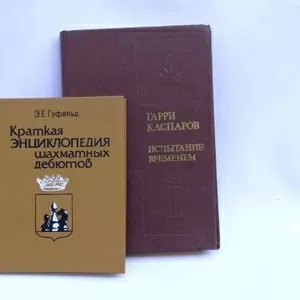 Э.Е.Гуфельд
Краткая
ЭНЦИКЛОПЕДИЯ
шахматных
дебютов
ГАРРИ
КАСПАРОВ
ИСПЫТАНИЕ
ВРЕМЕНЕМ